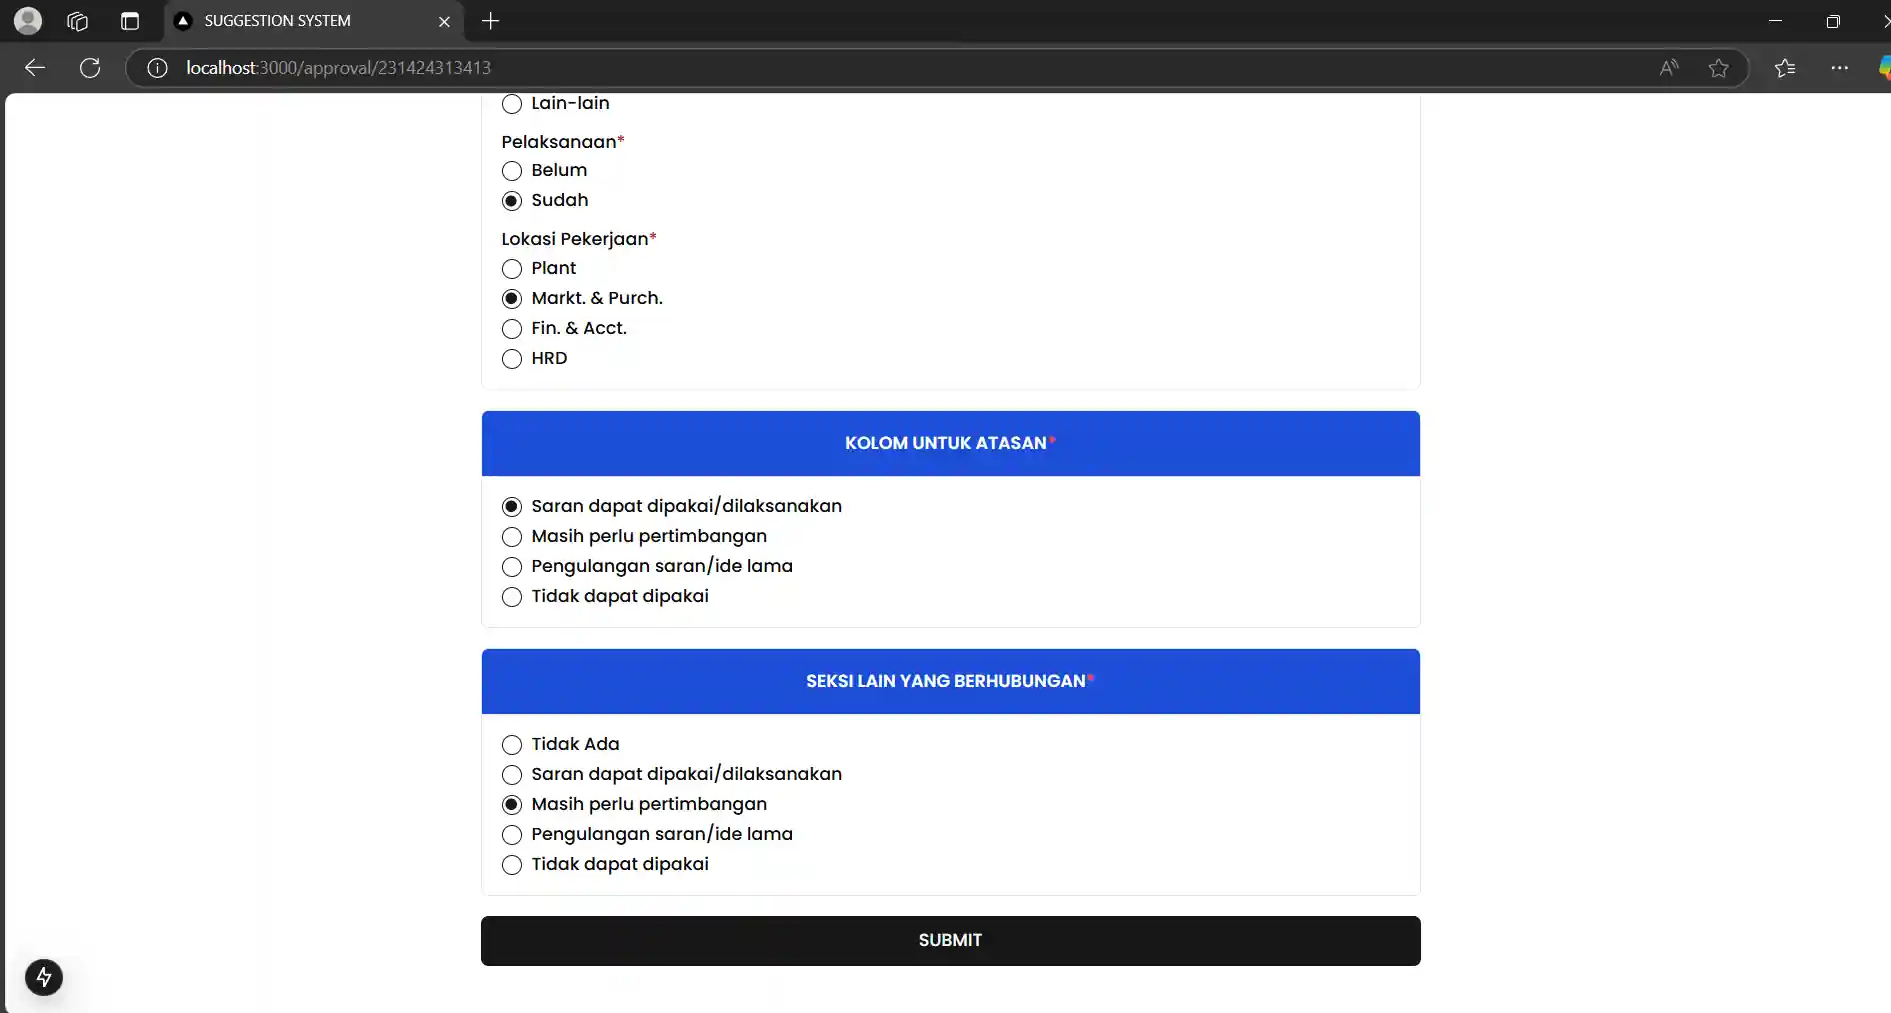 SUGGESTION SYSTEM
localhost:3000/approval/231424313413
Lain-lain
Pelaksanaan*
Belum
Sudah
Lokasi Pekerjaan*
Plant
Markt. & Purch.
Fin. & Acct.
HRD
KOLOM UNTUK ATASAN*
Saran dapat dipakai/dilaksanakan
Masih perlu pertimbangan
Pengulangan saran/ide lama
Tidak dapat dipakai
SEKSI LAIN YANG BERHUBUNGAN*
Tidak Ada
Saran dapat dipakai/dilaksanakan
Masih perlu pertimbangan
Pengulangan saran/ide lama
Tidak dapat dipakai
SUBMIT